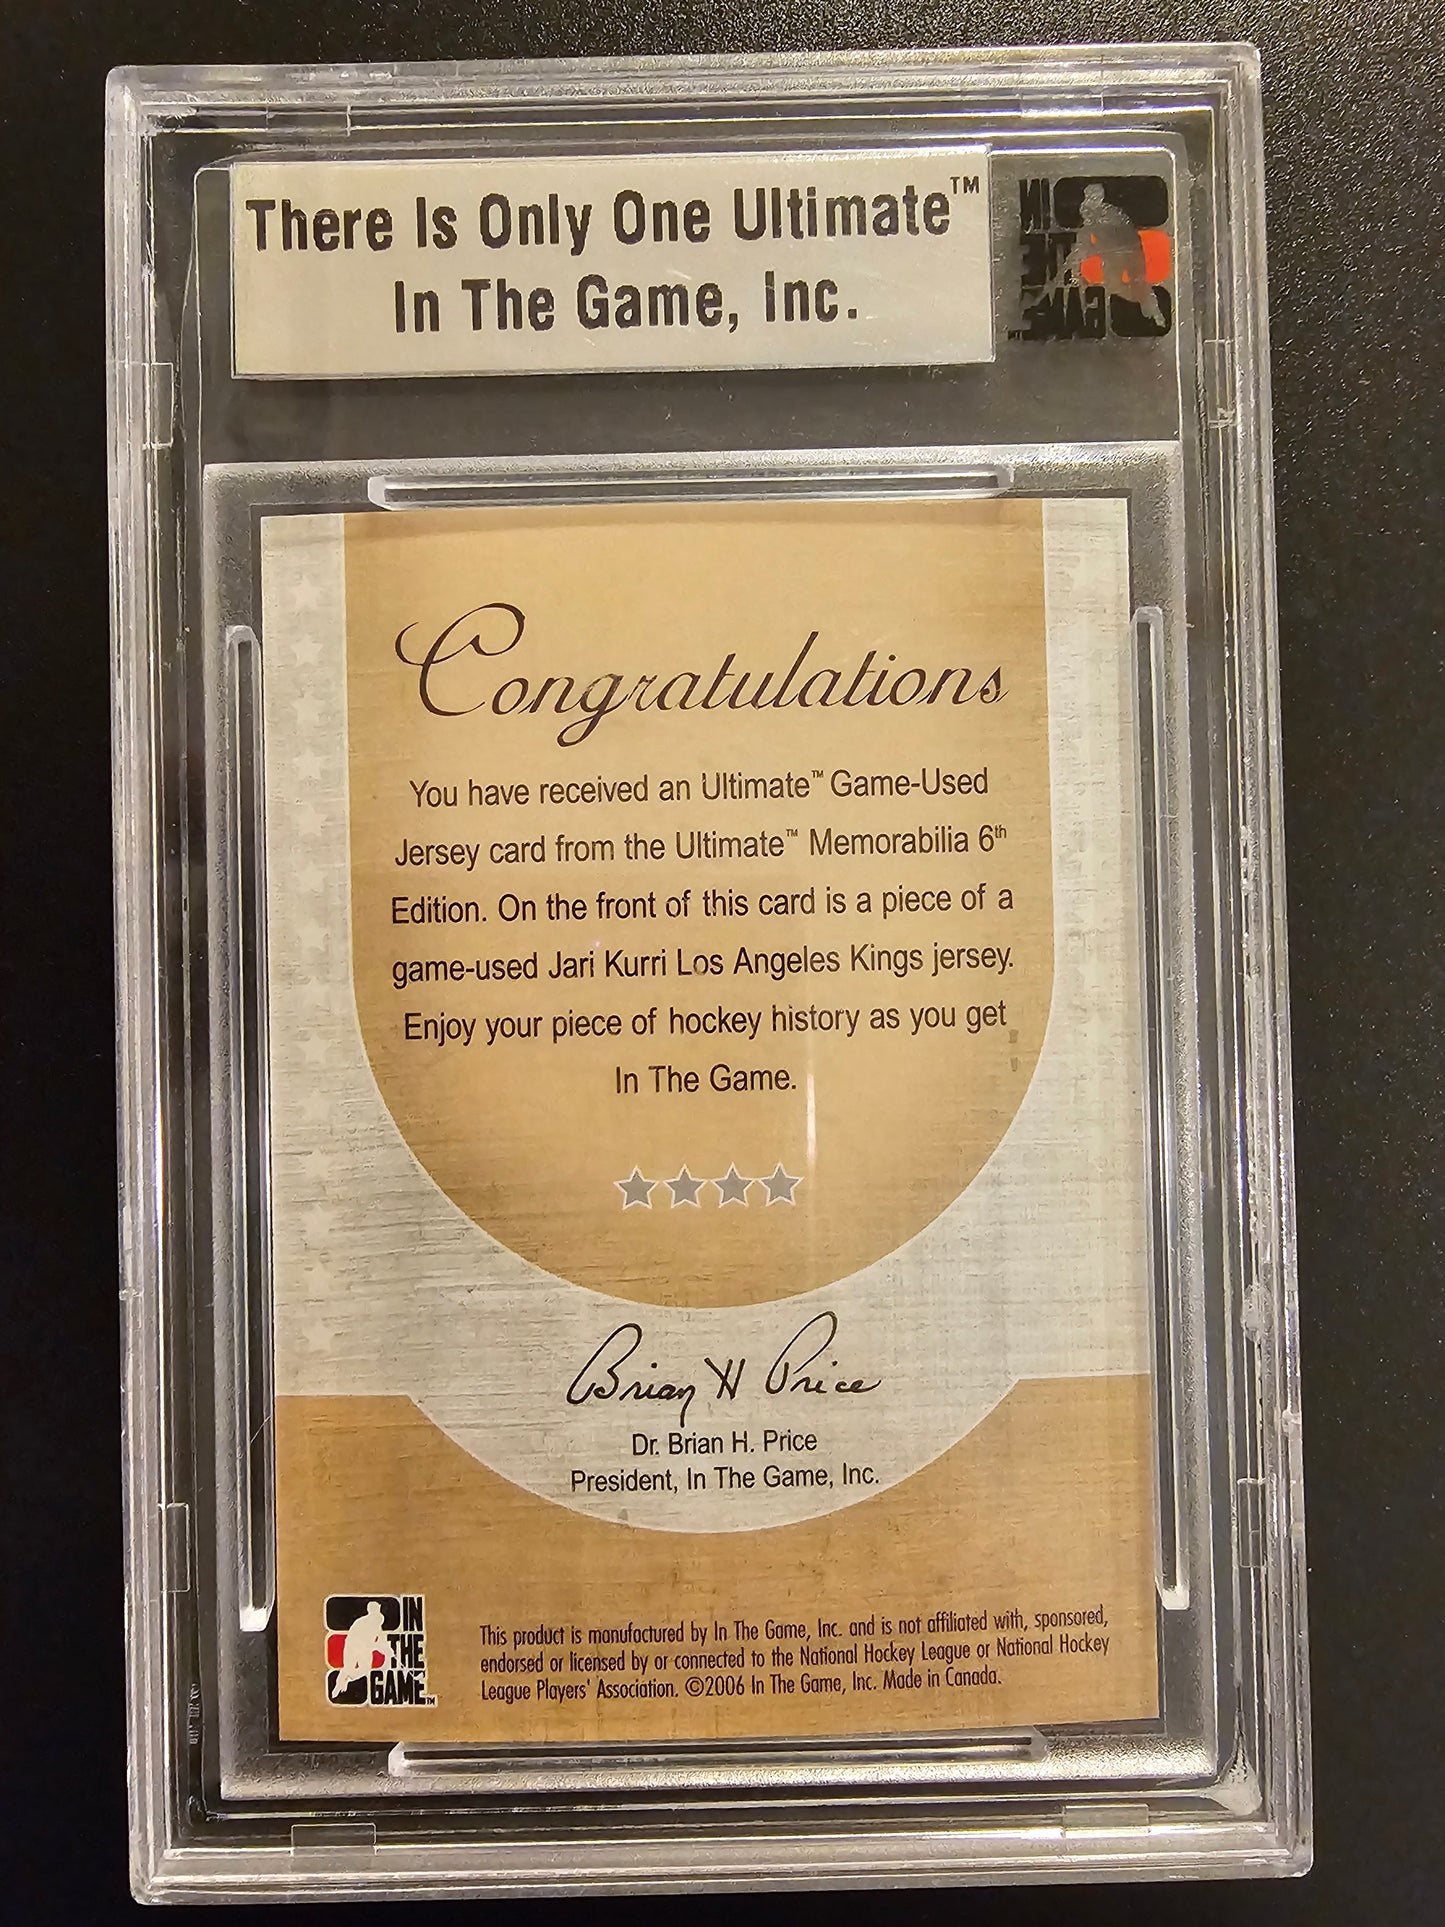 There Is Only One Ultimate™
In The Game, Inc.
IN
THE
GAME™
Congratulations
You have received an Ultimate™ Game-Used
Jersey card from the Ultimate™ Memorabilia 6th
Edition. On the front of this card is a piece of a
game-used Jari Kurri Los Angeles Kings jersey.
Enjoy your piece of hockey history as you get
In The Game.
Brian H Price
Dr. Brian H. Price
President, In The Game, Inc.
IN
THE
GAME™
This product is manufactured by In The Game, Inc. and is not affiliated with, sponsored,
endorsed or licensed by or connected to the National Hockey League or National Hockey
League Players' Association. ©2006 In The Game, Inc. Made in Canada.